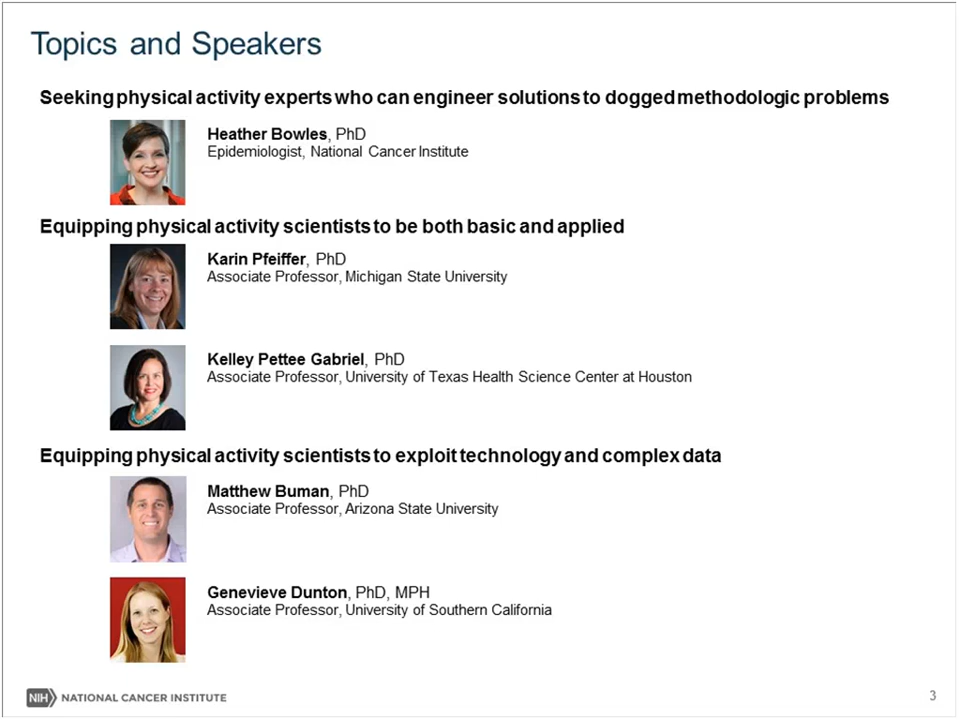 Topics and Speakers
Seeking physical activity experts who can engineer solutions to dogged methodologic problems
Heather Bowles, PhD
Epidemiologist, National Cancer Institute
Equipping physical activity scientists to be both basic and applied
Karin Pfeiffer, PhD
Associate Professor, Michigan State University
Kelley Pettee Gabriel, PhD
Associate Professor, University of Texas Health Science Center at Houston
Equipping physical activity scientists to exploit technology and complex data
Matthew Buman, PhD
Associate Professor, Arizona State University
Genevieve Dunton, PhD, MPH
Associate Professor, University of Southern California
NIH NATIONAL CANCER INSTITUTE
3